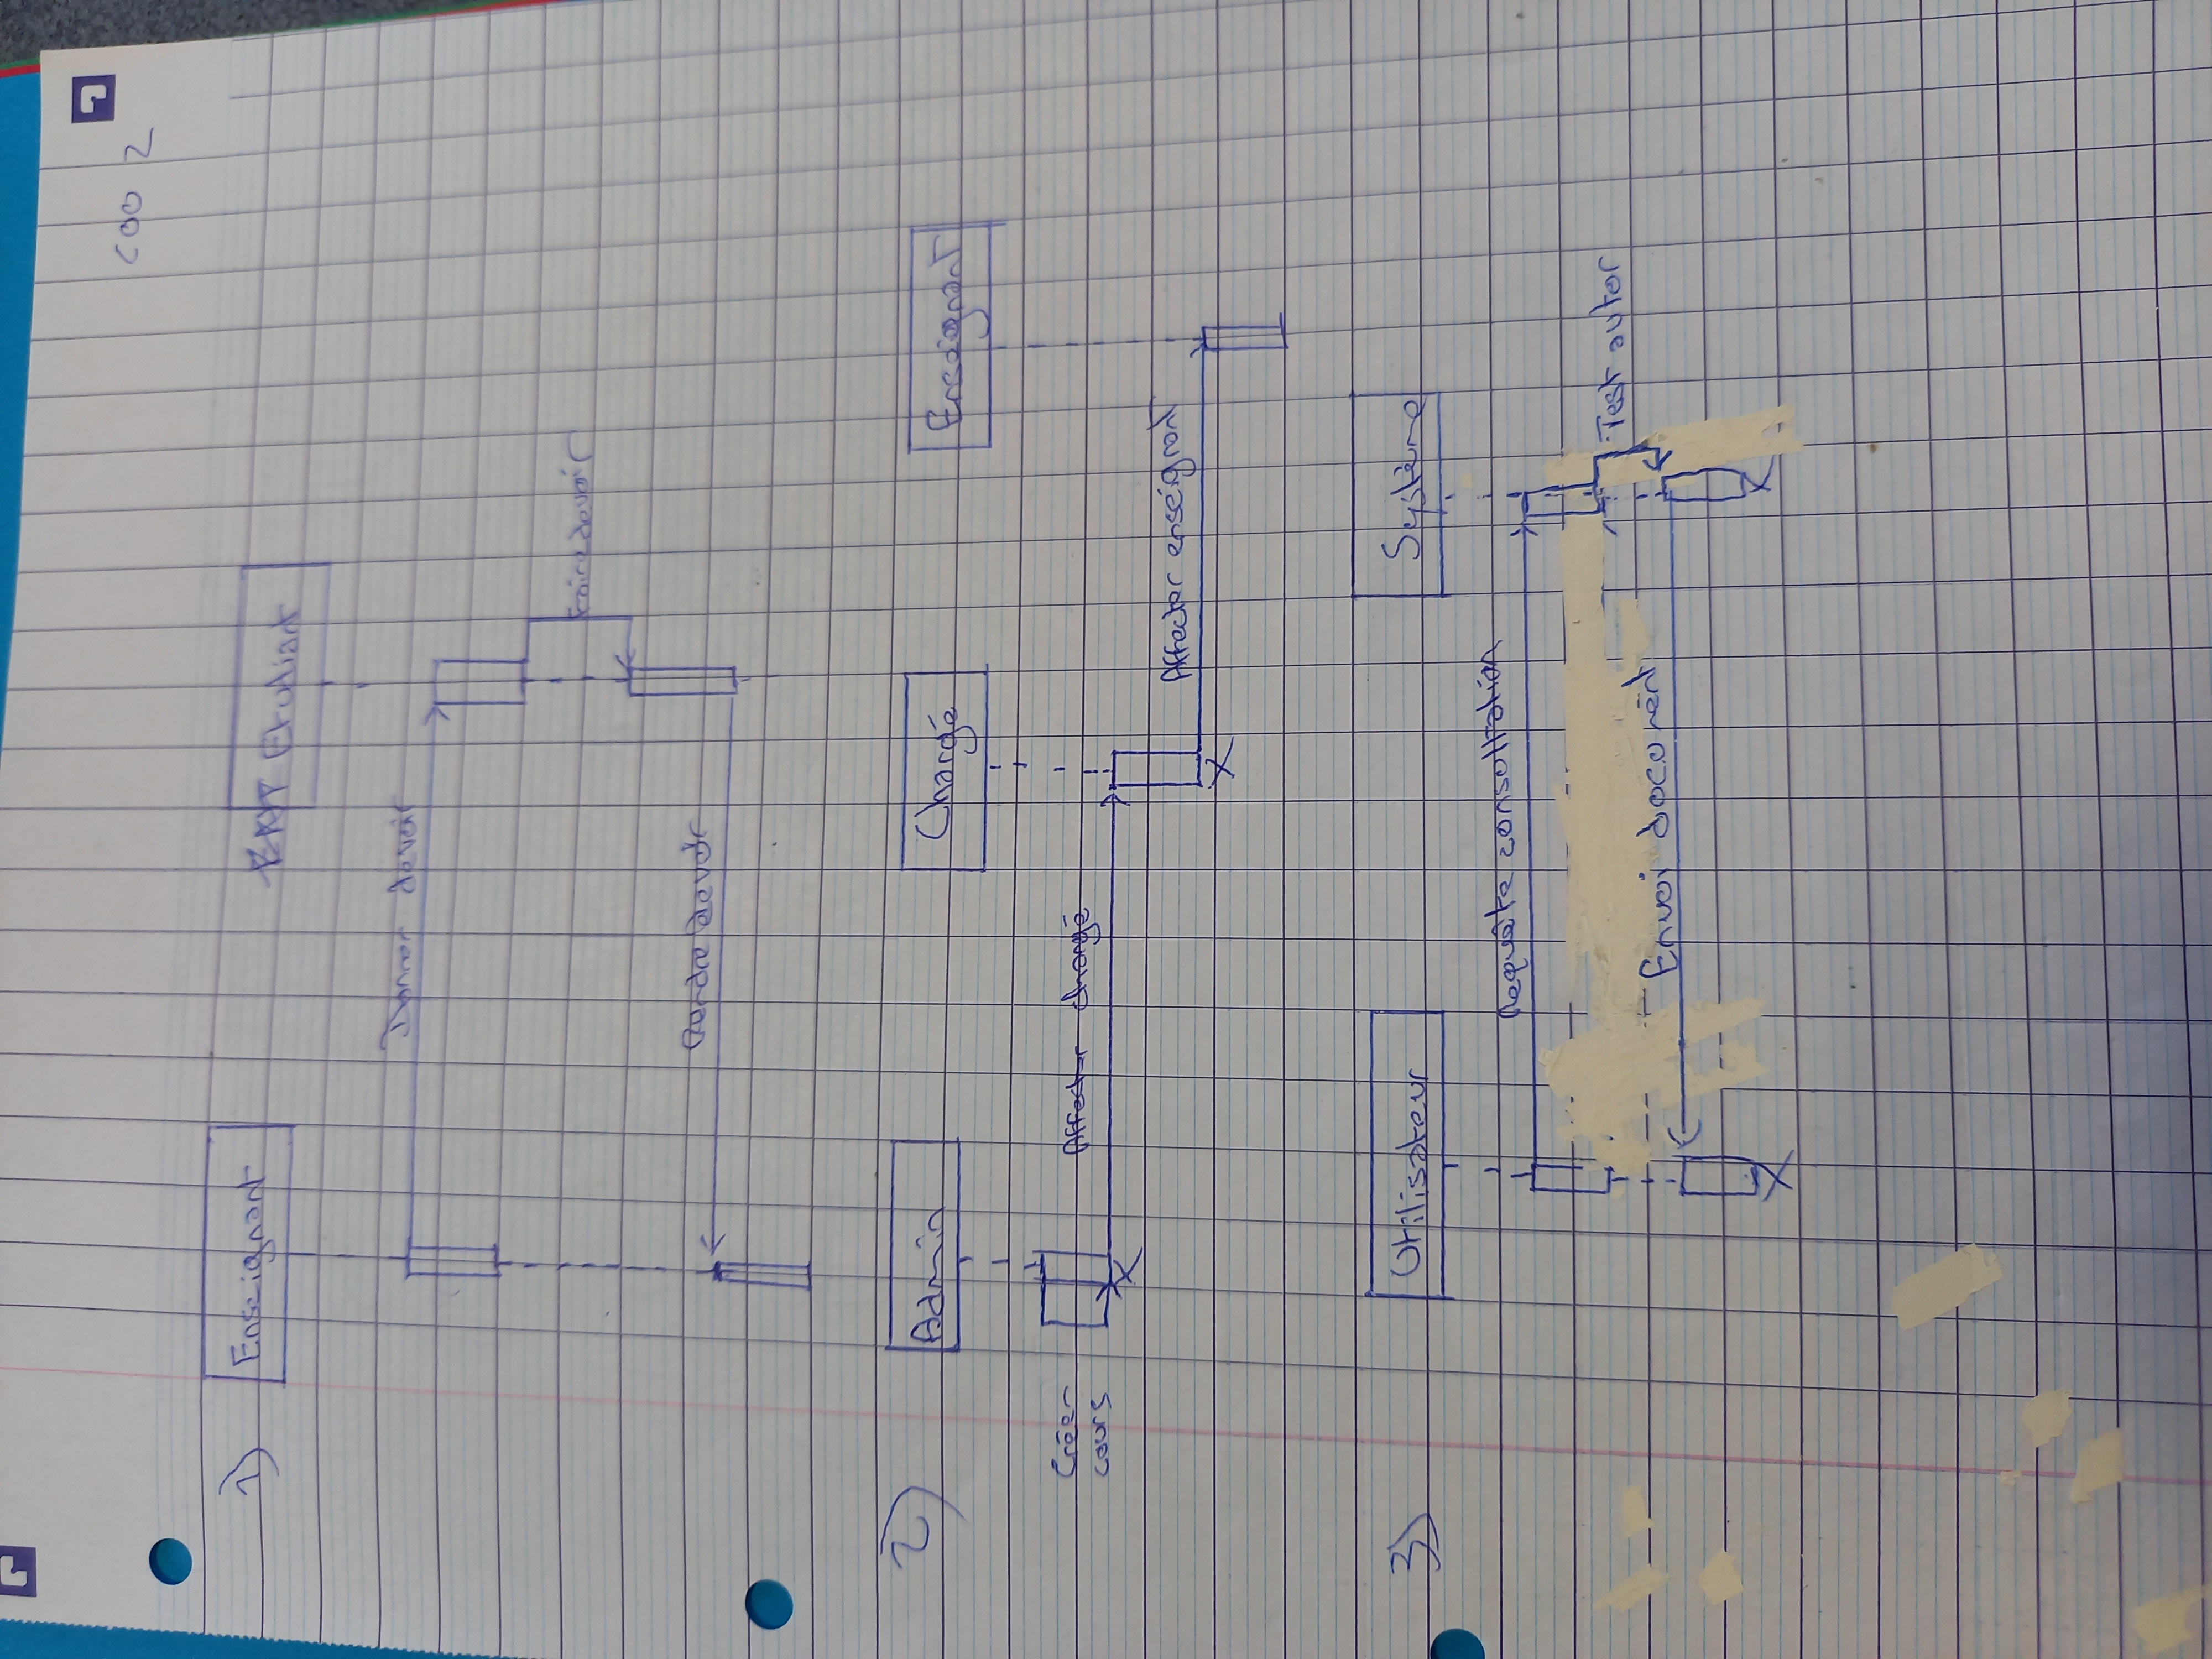 COO 2
1)
Enseignant
Etudiant
Donner devoir
Faire devoir
Rendre devoir
2)
Admin
Chargé
Enseignant
Créer
cours
Affecter chargé
Affecter enseignant
3)
Utilisateur
Système
Requête consultation
Test autor
Envoi document